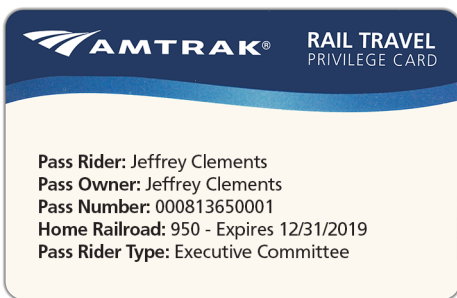 AMTRAK®
RAIL TRAVEL
PRIVILEGE CARD
Pass Rider: Jeffrey Clements
Pass Owner: Jeffrey Clements
Pass Number: 000813650001
Home Railroad: 950 - Expires 12/31/2019
Pass Rider Type: Executive Committee